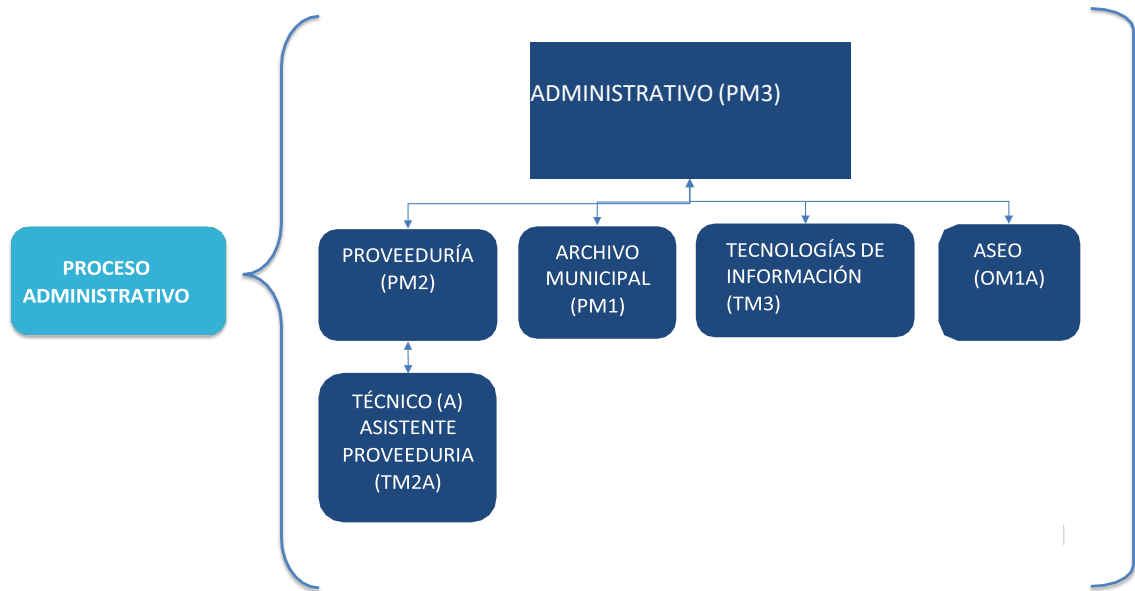 PROCESO
ADMINISTRATIVO
ADMINISTRATIVO (PM3)
PROVEEDURÍA
(PM2)
ARCHIVO
MUNICIPAL
(PM1)
TECNOLOGÍAS DE
INFORMACIÓN
(TM3)
ASEO
(OM1A)
TÉCNICO (A)
ASISTENTE
PROVEEDURIA
(TM2A)